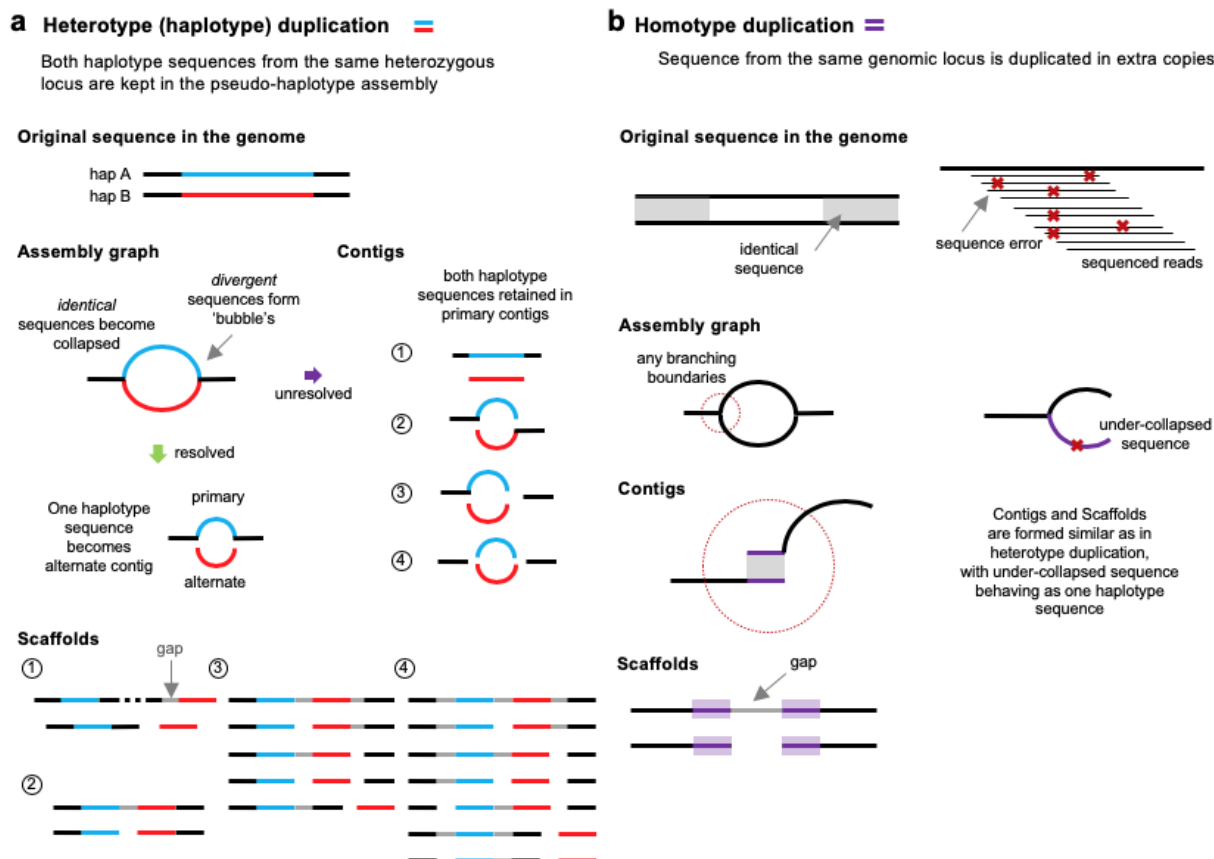 a Heterotype (haplotype) duplication
Both haplotype sequences from the same heterozygous
locus are kept in the pseudo-haplotype assembly
Original sequence in the genome
hap A
hap B
Assembly graph
identical
sequences become
collapsed
divergent
sequences form
'bubble's
unresolved
resolved
One haplotype
sequence
becomes
alternate contig
primary
alternate
Contigs
both haplotype
sequences retained in
primary contigs
1
2
3
4
Scaffolds
gap
1
3
4
2
b Homotype duplication
Sequence from the same genomic locus is duplicated in extra copies
Original sequence in the genome
identical
sequence
sequence error
sequenced reads
Assembly graph
any branching
boundaries
under-collapsed
sequence
Contigs
Contigs and Scaffolds
are formed similar as in
heterotype duplication,
with under-collapsed sequence
behaving as one haplotype
sequence
Scaffolds
gap